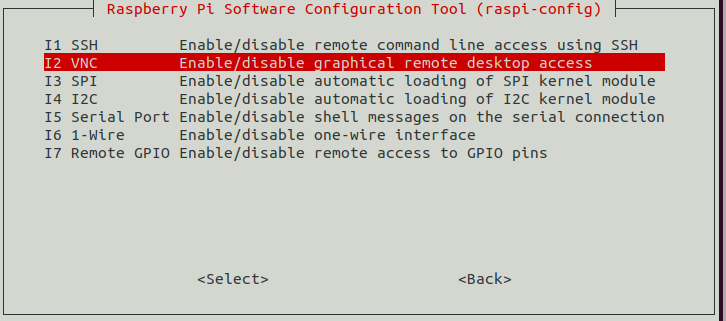 Raspberry Pi Software Configuration Tool (raspi-config)
I1 SSH Enable/disable remote command line access using SSH
I2 VNC Enable/disable graphical remote desktop access
I3 SPI Enable/disable automatic loading of SPI kernel module
I4 I2C Enable/disable automatic loading of I2C kernel module
I5 Serial Port Enable/disable shell messages on the serial connection
I6 1-Wire Enable/disable one-wire interface
I7 Remote GPIO Enable/disable remote access to GPIO pins
<Select> <Back>